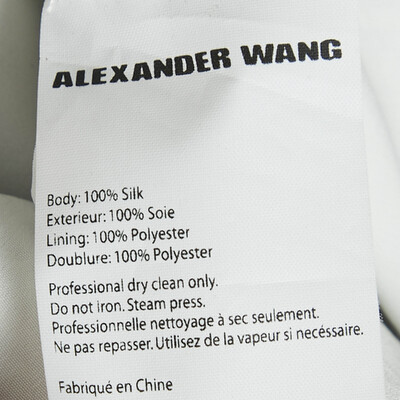 ALEXANDER WANG
Body: 100% Silk
Exterieur: 100% Soie
Lining: 100% Polyester
Doublure: 100% Polyester
Professional dry clean only.
Do not iron. Steam press.
Professionnelle nettoyage à sec seulement.
Ne pas repasser. Utilisez de la vapeur si necéssaire.
Fabriqué en Chine